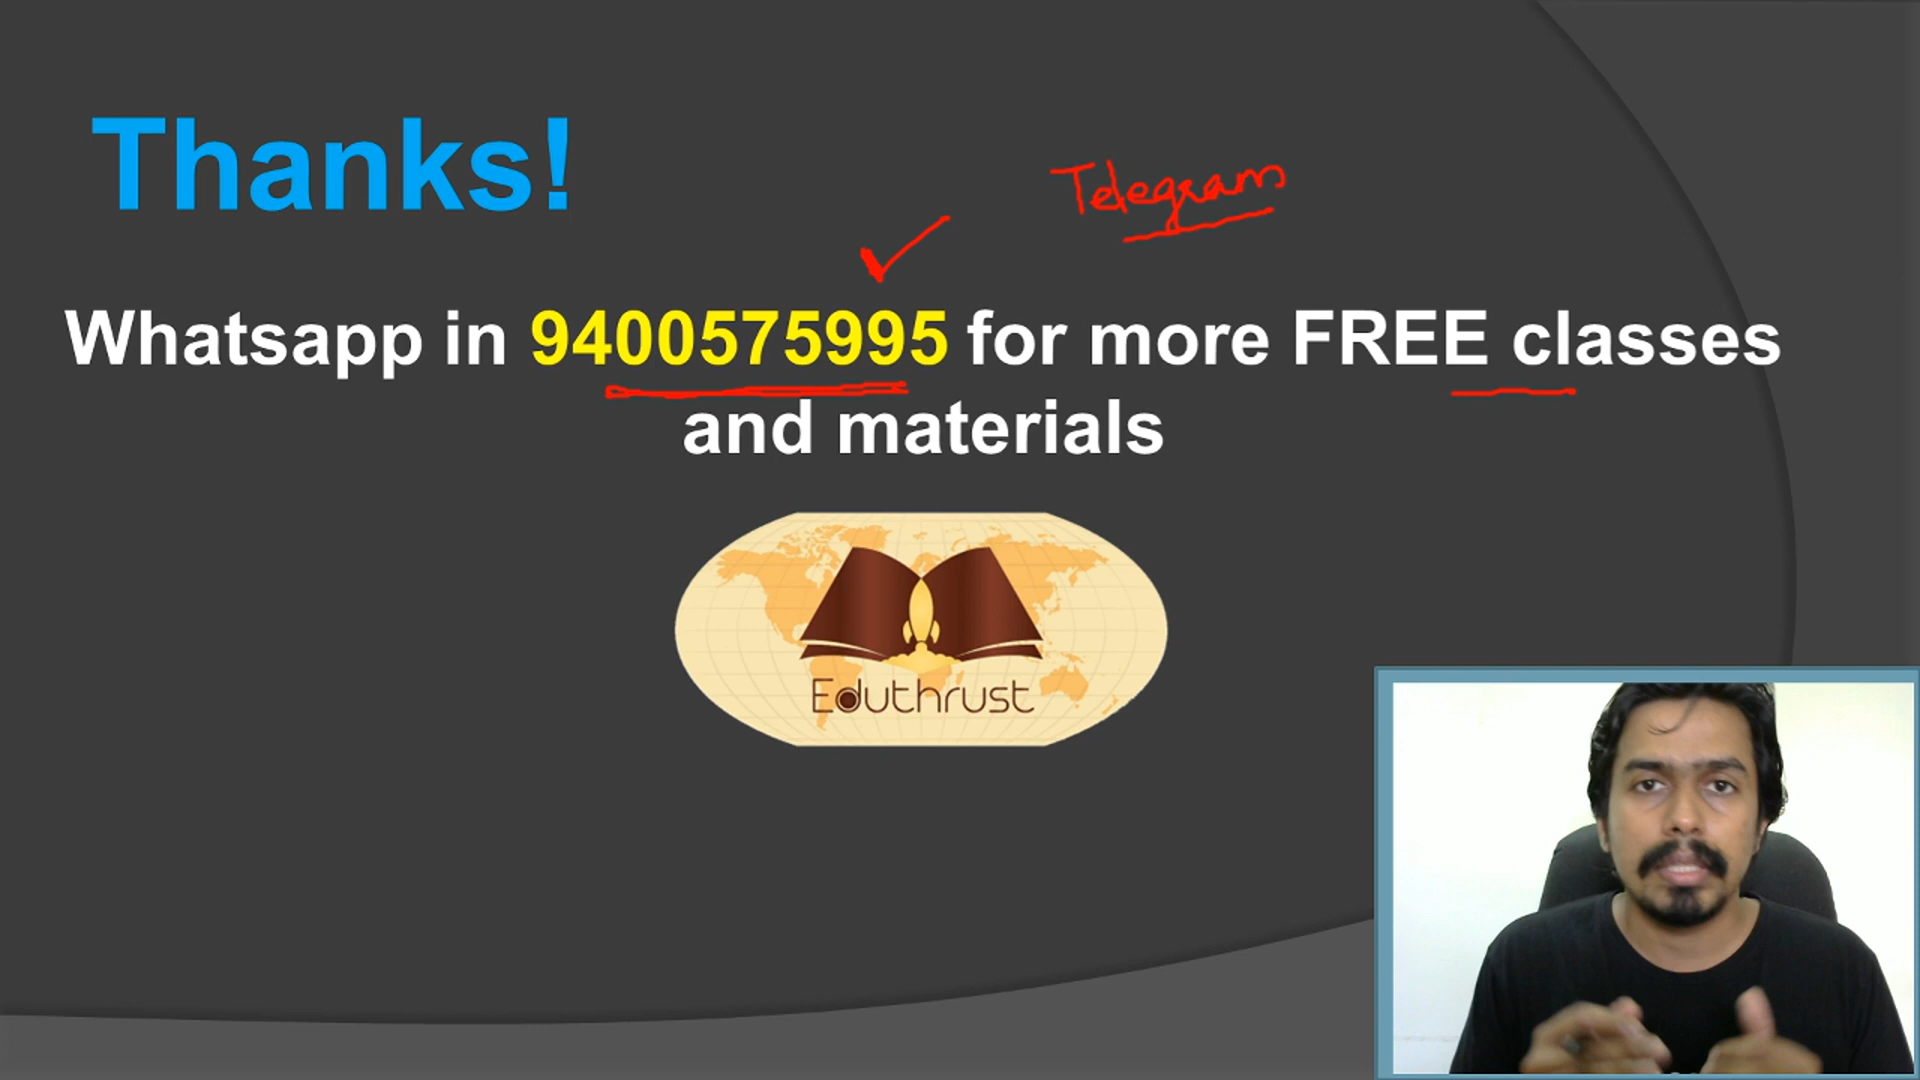 Thanks!
Telegram
Whatsapp in 9400575995 for more FREE classes
and materials
Eduthrust